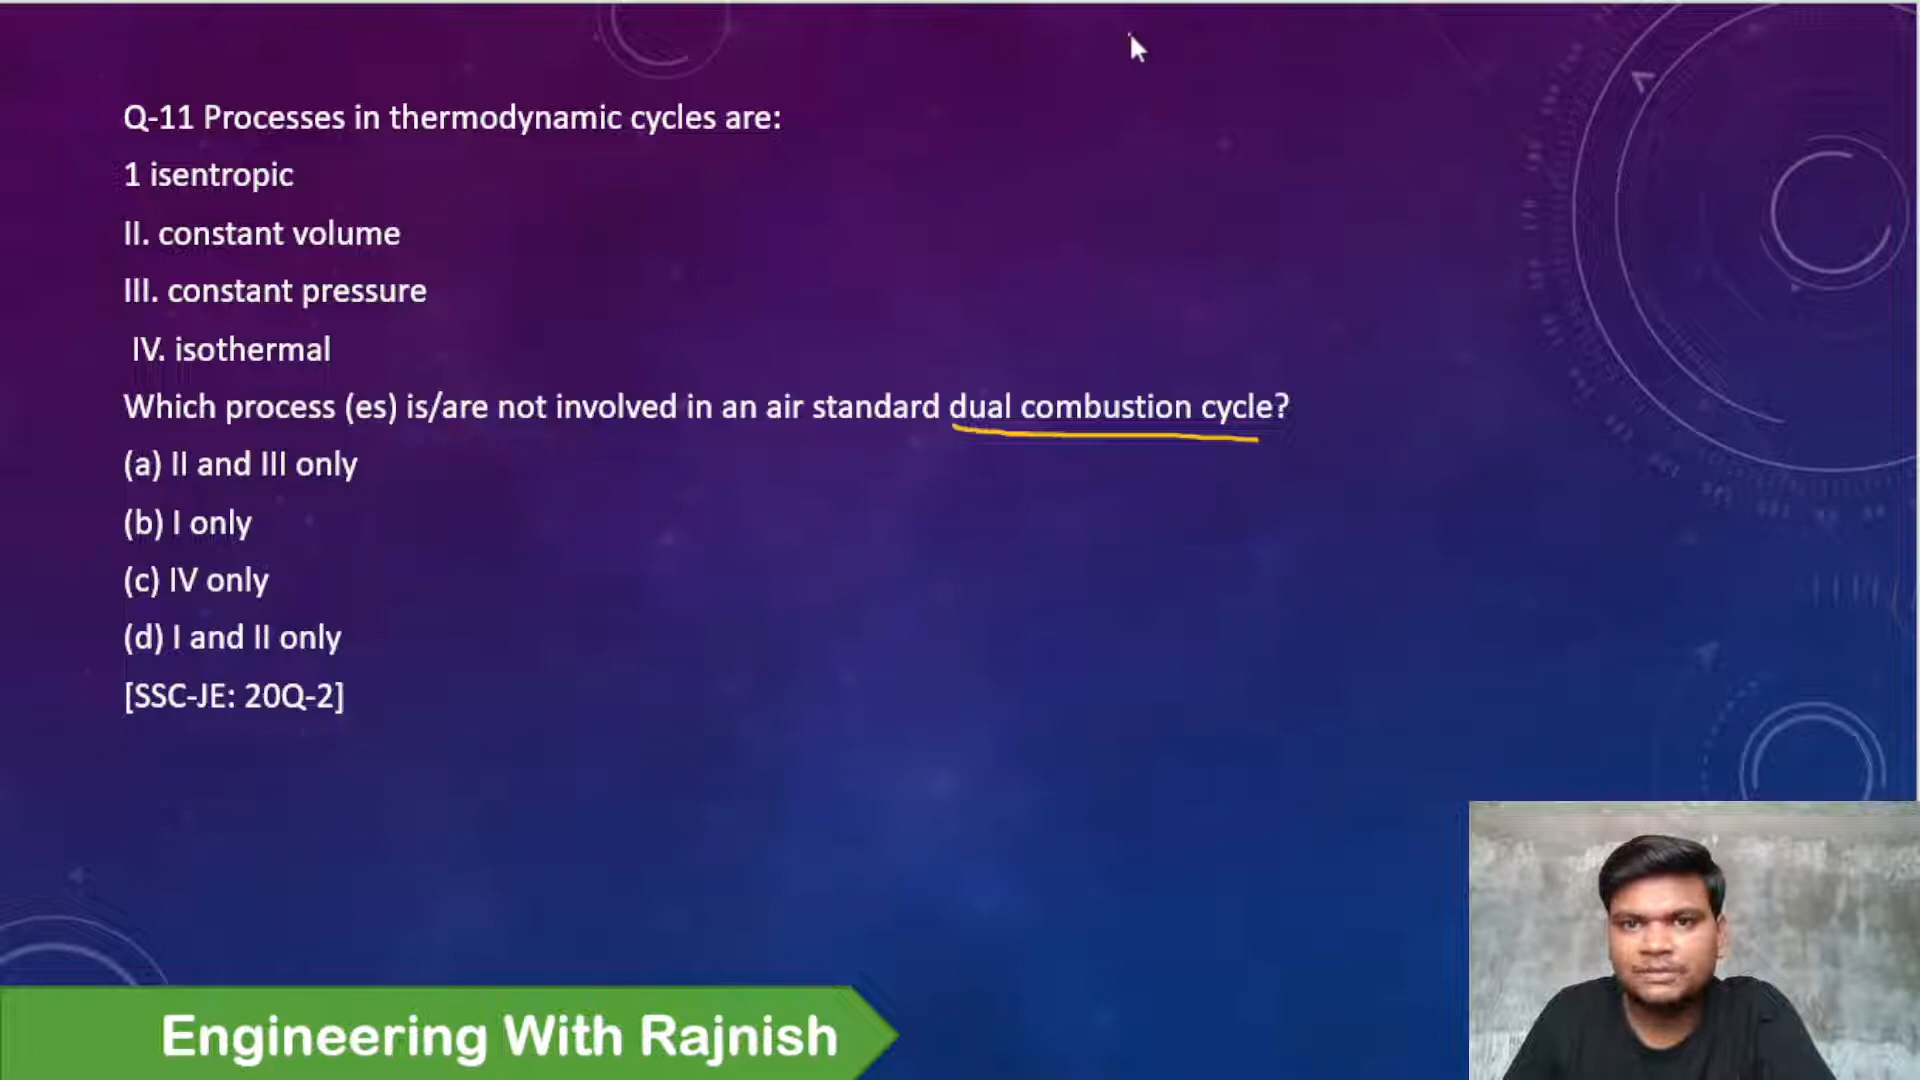 Q-11 Processes in thermodynamic cycles are:
1 isentropic
II. constant volume
III. constant pressure
IV. isothermal
Which process (es) is/are not involved in an air standard dual combustion cycle?
(a) II and III only
(b) I only
(c) IV only
(d) I and II only
[SSC-JE: 20Q-2]
Engineering With Rajnish